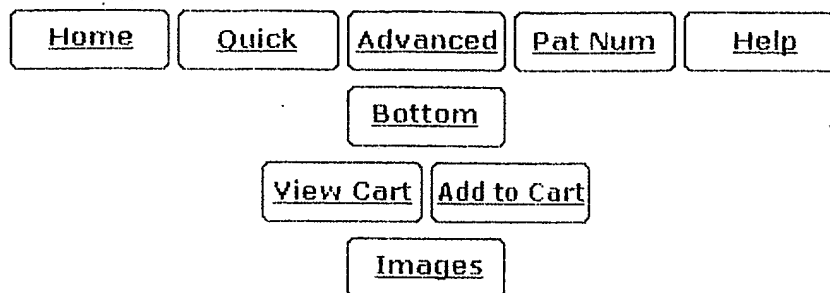 Home Quick Advanced Pat Num Help
Bottom
View Cart Add to Cart
Images